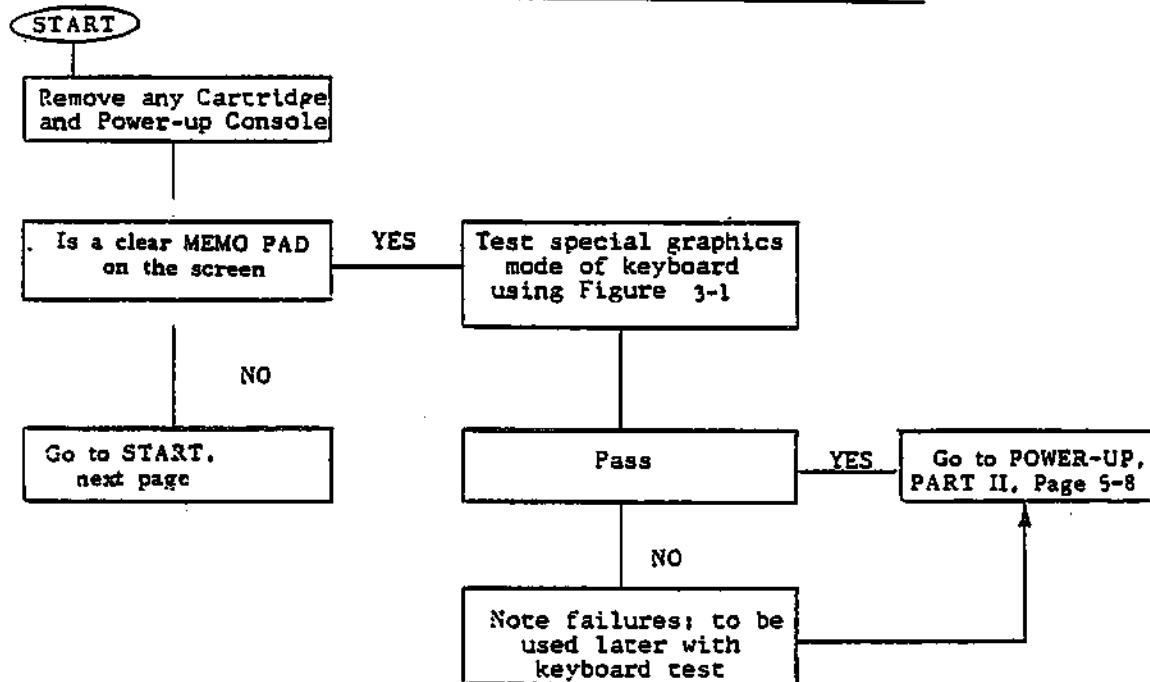 START
Remove any Cartridge
and Power-up Console
Is a clear MEMO PAD
on the screen
YES
Test special graphics
mode of keyboard
using Figure 3-1
NO
Go to START,
next page
Pass
YES
Go to POWER-UP,
PART II, Page 5-8
NO
Note failures; to be
used later with
keyboard test